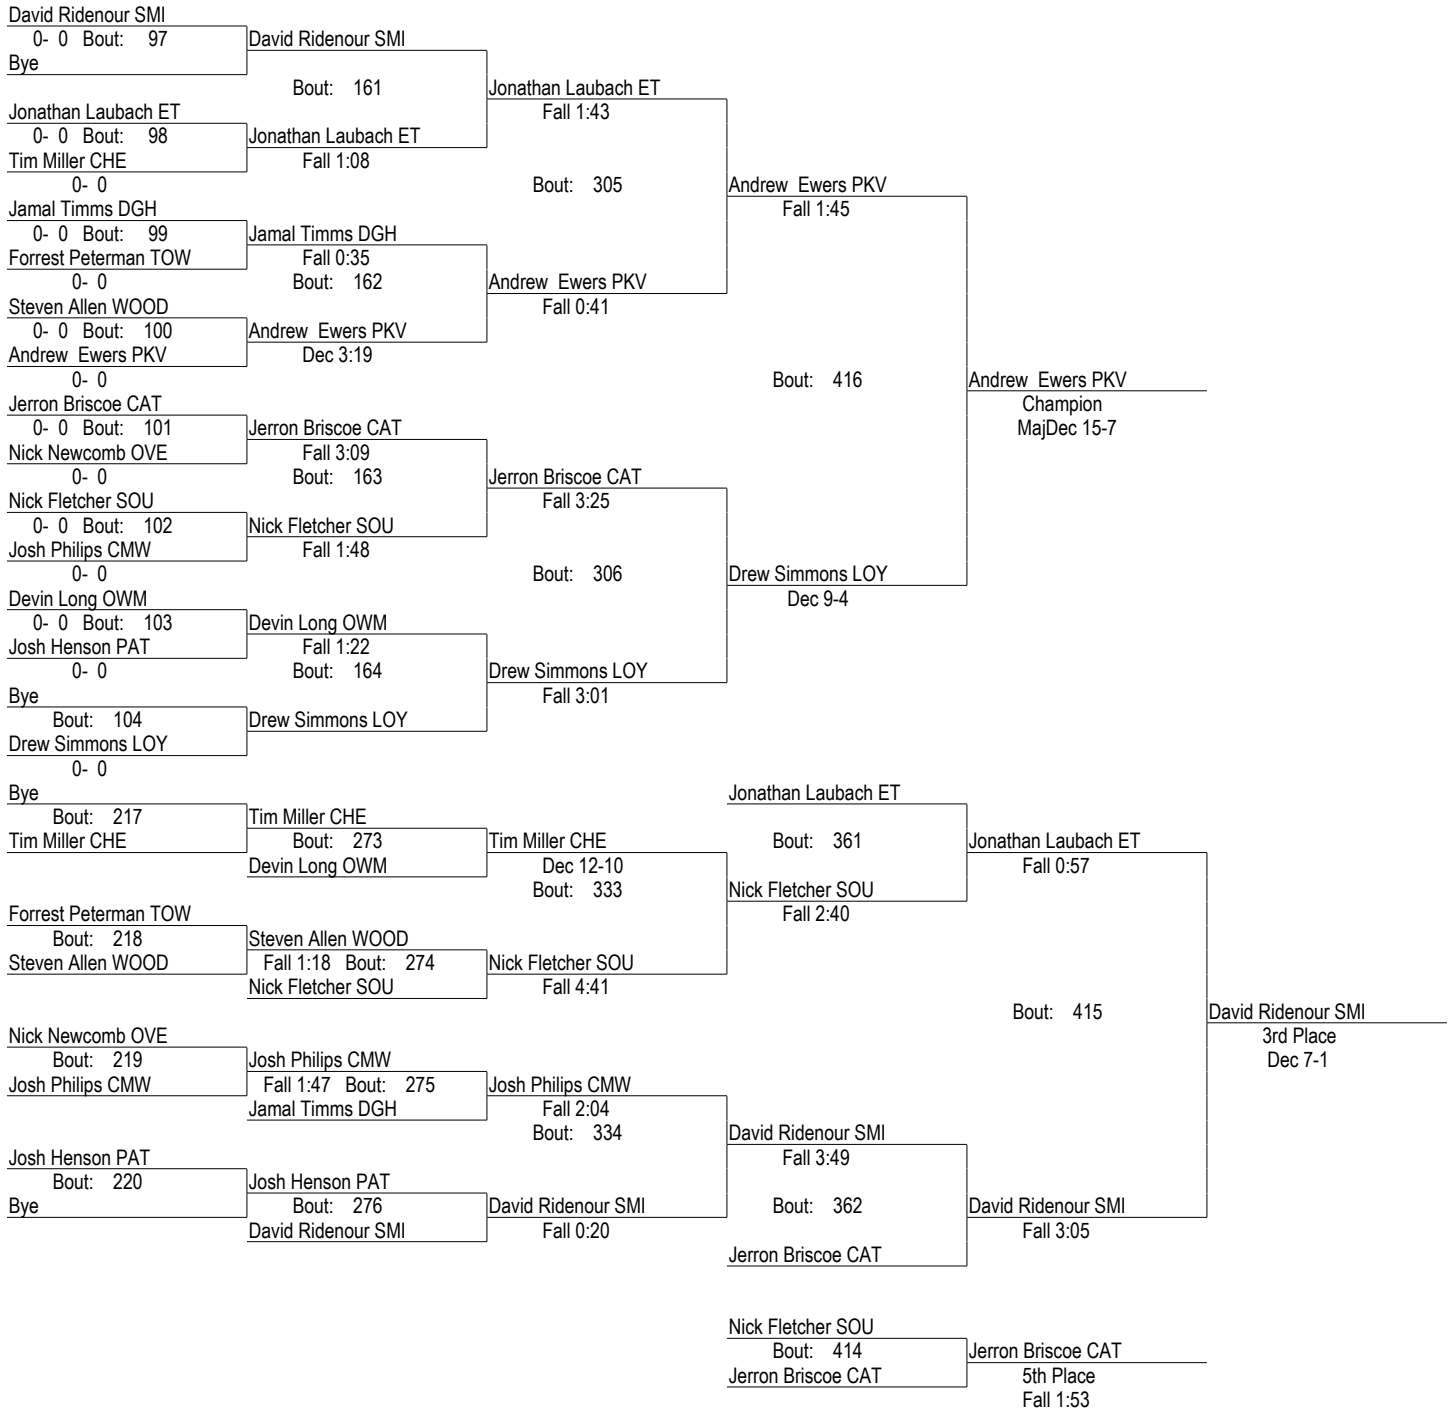 David Ridenour SMI
0- 0 Bout: 97 David Ridenour SMI
Bye
Bout: 161 Jonathan Laubach ET
Jonathan Laubach ET Fall 1:43
0- 0 Bout: 98 Jonathan Laubach ET
Tim Miller CHE Fall 1:08
0- 0 Bout: 305 Andrew Ewers PKV
Jamal Timms DGH Fall 1:45
0- 0 Bout: 99 Jamal Timms DGH
Forrest Peterman TOW Fall 0:35
0- 0 Bout: 162 Andrew Ewers PKV
Steven Allen WOOD Fall 0:41
0- 0 Bout: 100 Andrew Ewers PKV
Andrew Ewers PKV Dec 3:19
0- 0 Bout: 416 Andrew Ewers PKV
Jerron Briscoe CAT Champion
0- 0 Bout: 101 Jerron Briscoe CAT MajDec 15-7
Nick Newcomb OVE Fall 3:09
0- 0 Bout: 163 Jerron Briscoe CAT
Nick Fletcher SOU Fall 3:25
0- 0 Bout: 102 Nick Fletcher SOU
Josh Philips CMW Fall 1:48
0- 0 Bout: 306 Drew Simmons LOY
Devin Long OWM Dec 9-4
0- 0 Bout: 103 Devin Long OWM
Josh Henson PAT Fall 1:22
0- 0 Bout: 164 Drew Simmons LOY
Bye Fall 3:01
Bout: 104 Drew Simmons LOY
Drew Simmons LOY
0- 0
Bye Jonathan Laubach ET
Bout: 217 Tim Miller CHE
Tim Miller CHE Bout: 273 Tim Miller CHE Bout: 361 Jonathan Laubach ET
Devin Long OWM Dec 12-10 Fall 0:57
Bout: 333 Nick Fletcher SOU
Forrest Peterman TOW Fall 2:40
Bout: 218 Steven Allen WOOD
Steven Allen WOOD Fall 1:18 Bout: 274 Nick Fletcher SOU
Nick Fletcher SOU Fall 4:41
Bout: 415 David Ridenour SMI
Nick Newcomb OVE 3rd Place
Bout: 219 Josh Philips CMW Dec 7-1
Josh Philips CMW Fall 1:47 Bout: 275 Josh Philips CMW
Jamal Timms DGH Fall 2:04
Bout: 334 David Ridenour SMI
Josh Henson PAT Fall 3:49
Bout: 220 Josh Henson PAT
Bye Bout: 276 David Ridenour SMI Bout: 362 David Ridenour SMI
David Ridenour SMI Fall 0:20 Fall 3:05
Jerron Briscoe CAT
Nick Fletcher SOU
Bout: 414 Jerron Briscoe CAT
Jerron Briscoe CAT 5th Place
Fall 1:53